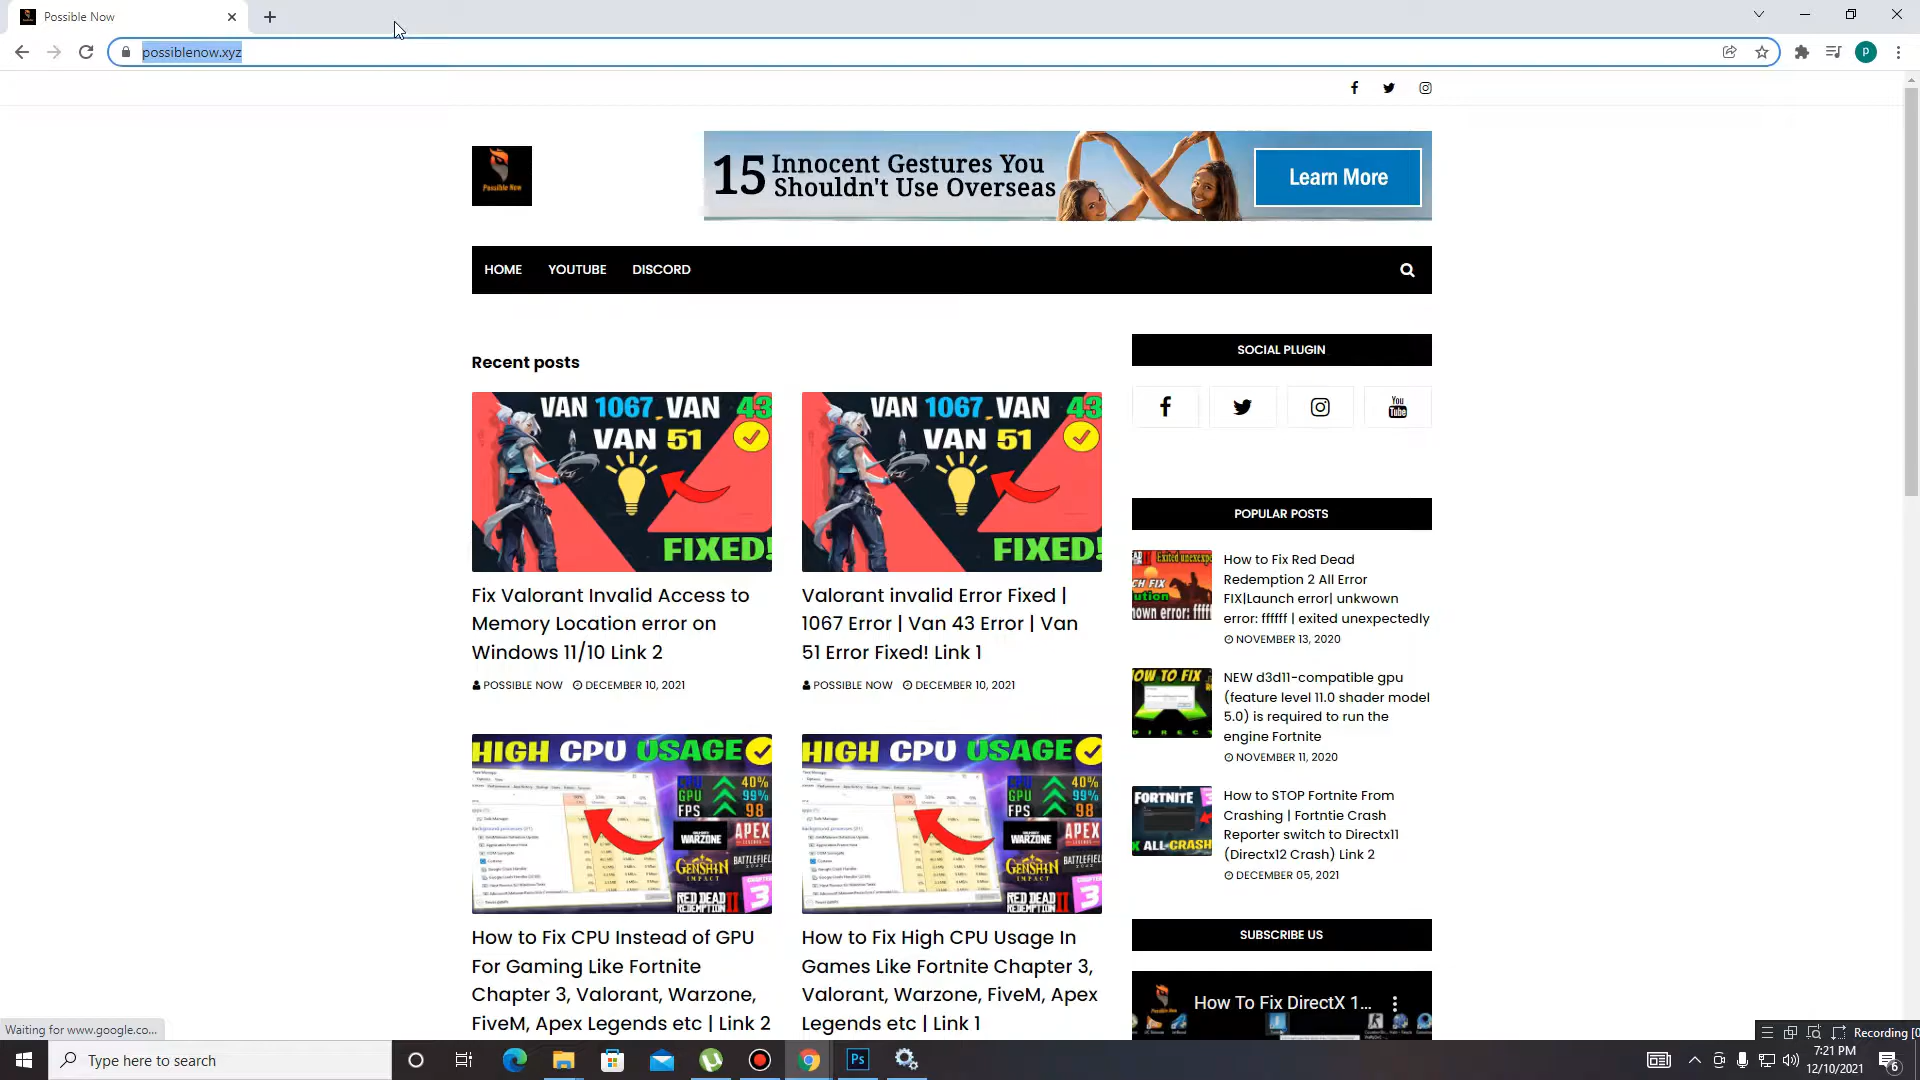 Possible Now
possiblenow.xyz
Possible Now
15 Innocent Gestures You
Shouldn't Use Overseas
Learn More
HOME YOUTUBE DISCORD
Recent posts
VAN 1067, VAN 43
VAN 51
FIXED!
Fix Valorant Invalid Access to
Memory Location error on
Windows 11/10 Link 2
POSSIBLE NOW DECEMBER 10, 2021
VAN 1067, VAN 43
VAN 51
FIXED!
Valorant invalid Error Fixed |
1067 Error | Van 43 Error | Van
51 Error Fixed! Link 1
POSSIBLE NOW DECEMBER 10, 2021
HIGH CPU USAGE
CPU 40%
GPU 99%
FPS 98
WARZONE APEX
GENSHIN IMPACT BATTLEFIELD
RED DEAD REDEMPTION II 3
How to Fix CPU Instead of GPU
For Gaming Like Fortnite
Chapter 3, Valorant, Warzone,
FiveM, Apex Legends etc | Link 2
HIGH CPU USAGE
CPU 40%
GPU 99%
FPS 98
WARZONE APEX
GENSHIN IMPACT BATTLEFIELD
RED DEAD REDEMPTION II 3
How to Fix High CPU Usage In
Games Like Fortnite Chapter 3,
Valorant, Warzone, FiveM, Apex
Legends etc | Link 1
SOCIAL PLUGIN
You Tube
POPULAR POSTS
How to Fix Red Dead
Redemption 2 All Error
FIX|Launch error| unkwown
error: ffffff | exited unexpectedly
NOVEMBER 13, 2020
NEW d3d11-compatible gpu
(feature level 11.0 shader model
5.0) is required to run the
engine Fortnite
NOVEMBER 11, 2020
FORTNITE
How to STOP Fortnite From
Crashing | Fortntie Crash
Reporter switch to Directx11
(Directx12 Crash) Link 2
DECEMBER 05, 2021
SUBSCRIBE US
How To Fix DirectX 1...
Waiting for www.google.co...
Recording [0
Type here to search
Ps
7:21 PM
12/10/2021
6